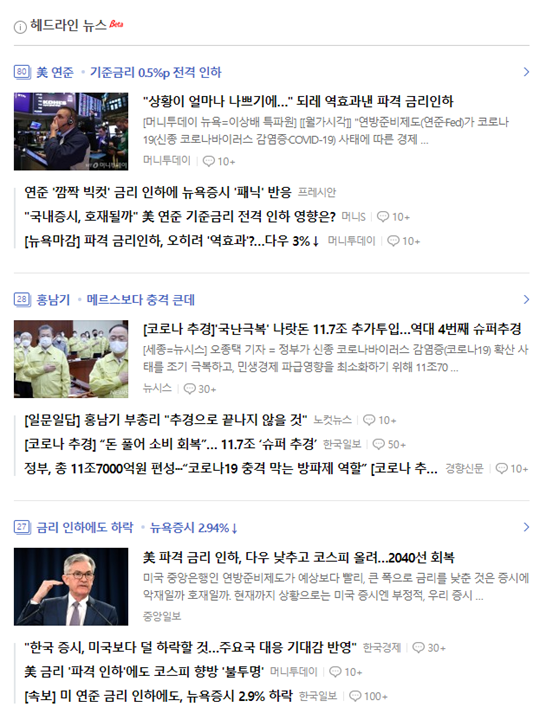 헤드라인 뉴스 Beta
80 美 연준 • 기준금리 0.5%p 전격 인하
"상황이 얼마나 나쁘기에..." 되레 역효과낸 파격 금리인하
[머니투데이 뉴욕=이상배 특파원] [[월가시각]] "연방준비제도(연준·Fed)가 코로나
19(신종 코로나바이러스 감염증·COVID-19) 사태에 따른 경제 ...
머니투데이 10+
연준 '깜짝 빅컷' 금리 인하에 뉴욕증시 '패닉' 반응 프레시안
"국내증시, 호재될까" 美 연준 기준금리 전격 인하 영향은? 머니S 10+
[뉴욕마감] 파격 금리인하, 오히려 '역효과'?...다우 3%↓ 머니투데이 10+
28 홍남기 • 메르스보다 충격 큰데
[코로나 추경]'국난극복' 나랏돈 11.7조 추가투입...역대 4번째 슈퍼추경
[세종=뉴시스] 오종택 기자 = 정부가 신종 코로나바이러스 감염증(코로나19) 확산 사
태를 조기 극복하고, 민생경제 파급영향을 최소화하기 위해 11조70 ...
뉴시스 30+
[일문일답] 홍남기 부총리 "추경으로 끝나지 않을 것" 노컷뉴스 10+
[코로나 추경] “돈 풀어 소비 회복”... 11.7조 ‘슈퍼 추경’ 한국일보 50+
정부, 총 11조7000억원 편성…“코로나19 충격 막는 방파제 역할” [코로나 추... 경향신문 10+
27 금리 인하에도 하락 • 뉴욕증시 2.94%↓
美 파격 금리 인하, 다우 낮추고 코스피 올려...2040선 회복
미국 중앙은행인 연방준비제도가 예상보다 빨리, 큰 폭으로 금리를 낮춘 것은 증시에
악재일까 호재일까. 현재까지 상황으로는 미국 증시엔 부정적, 우리 증시 ...
중앙일보
"한국 증시, 미국보다 덜 하락할 것...주요국 대응 기대감 반영" 한국경제 30+
美 금리 '파격 인하'에도 코스피 향방 '불투명' 머니투데이 10+
[속보] 미 연준 금리 인하에도, 뉴욕증시 2.9% 하락 한국일보 100+